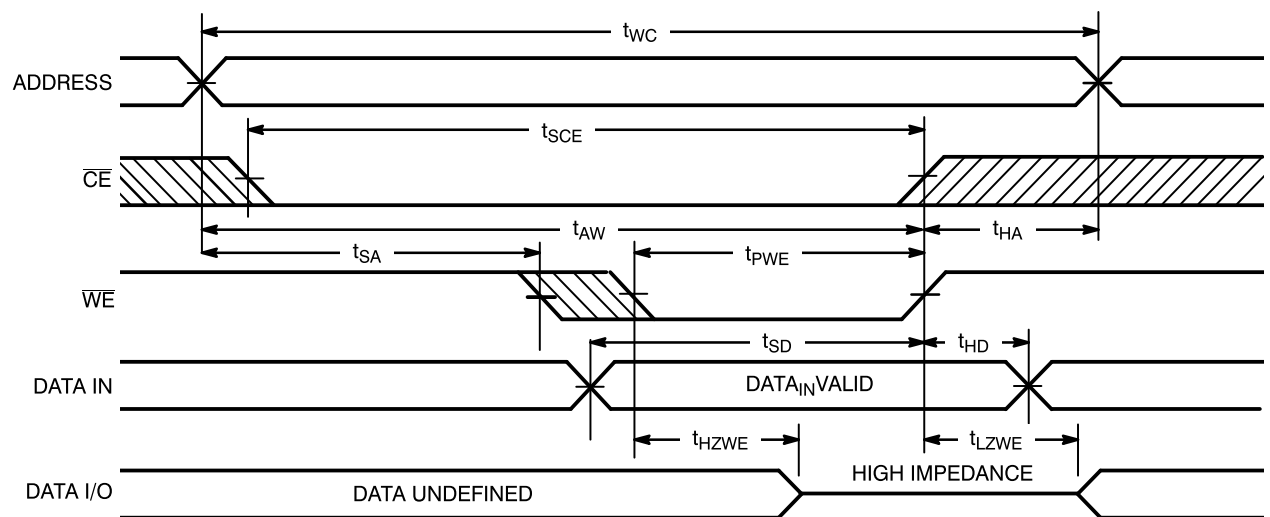 tWC
ADDRESS
tSCE
CE
tAW
tHA
tSA
tPWE
WE
tSD
tHD
DATA IN
DATAINVALID
tHZWE
tLZWE
HIGH IMPEDANCE
DATA I/O
DATA UNDEFINED